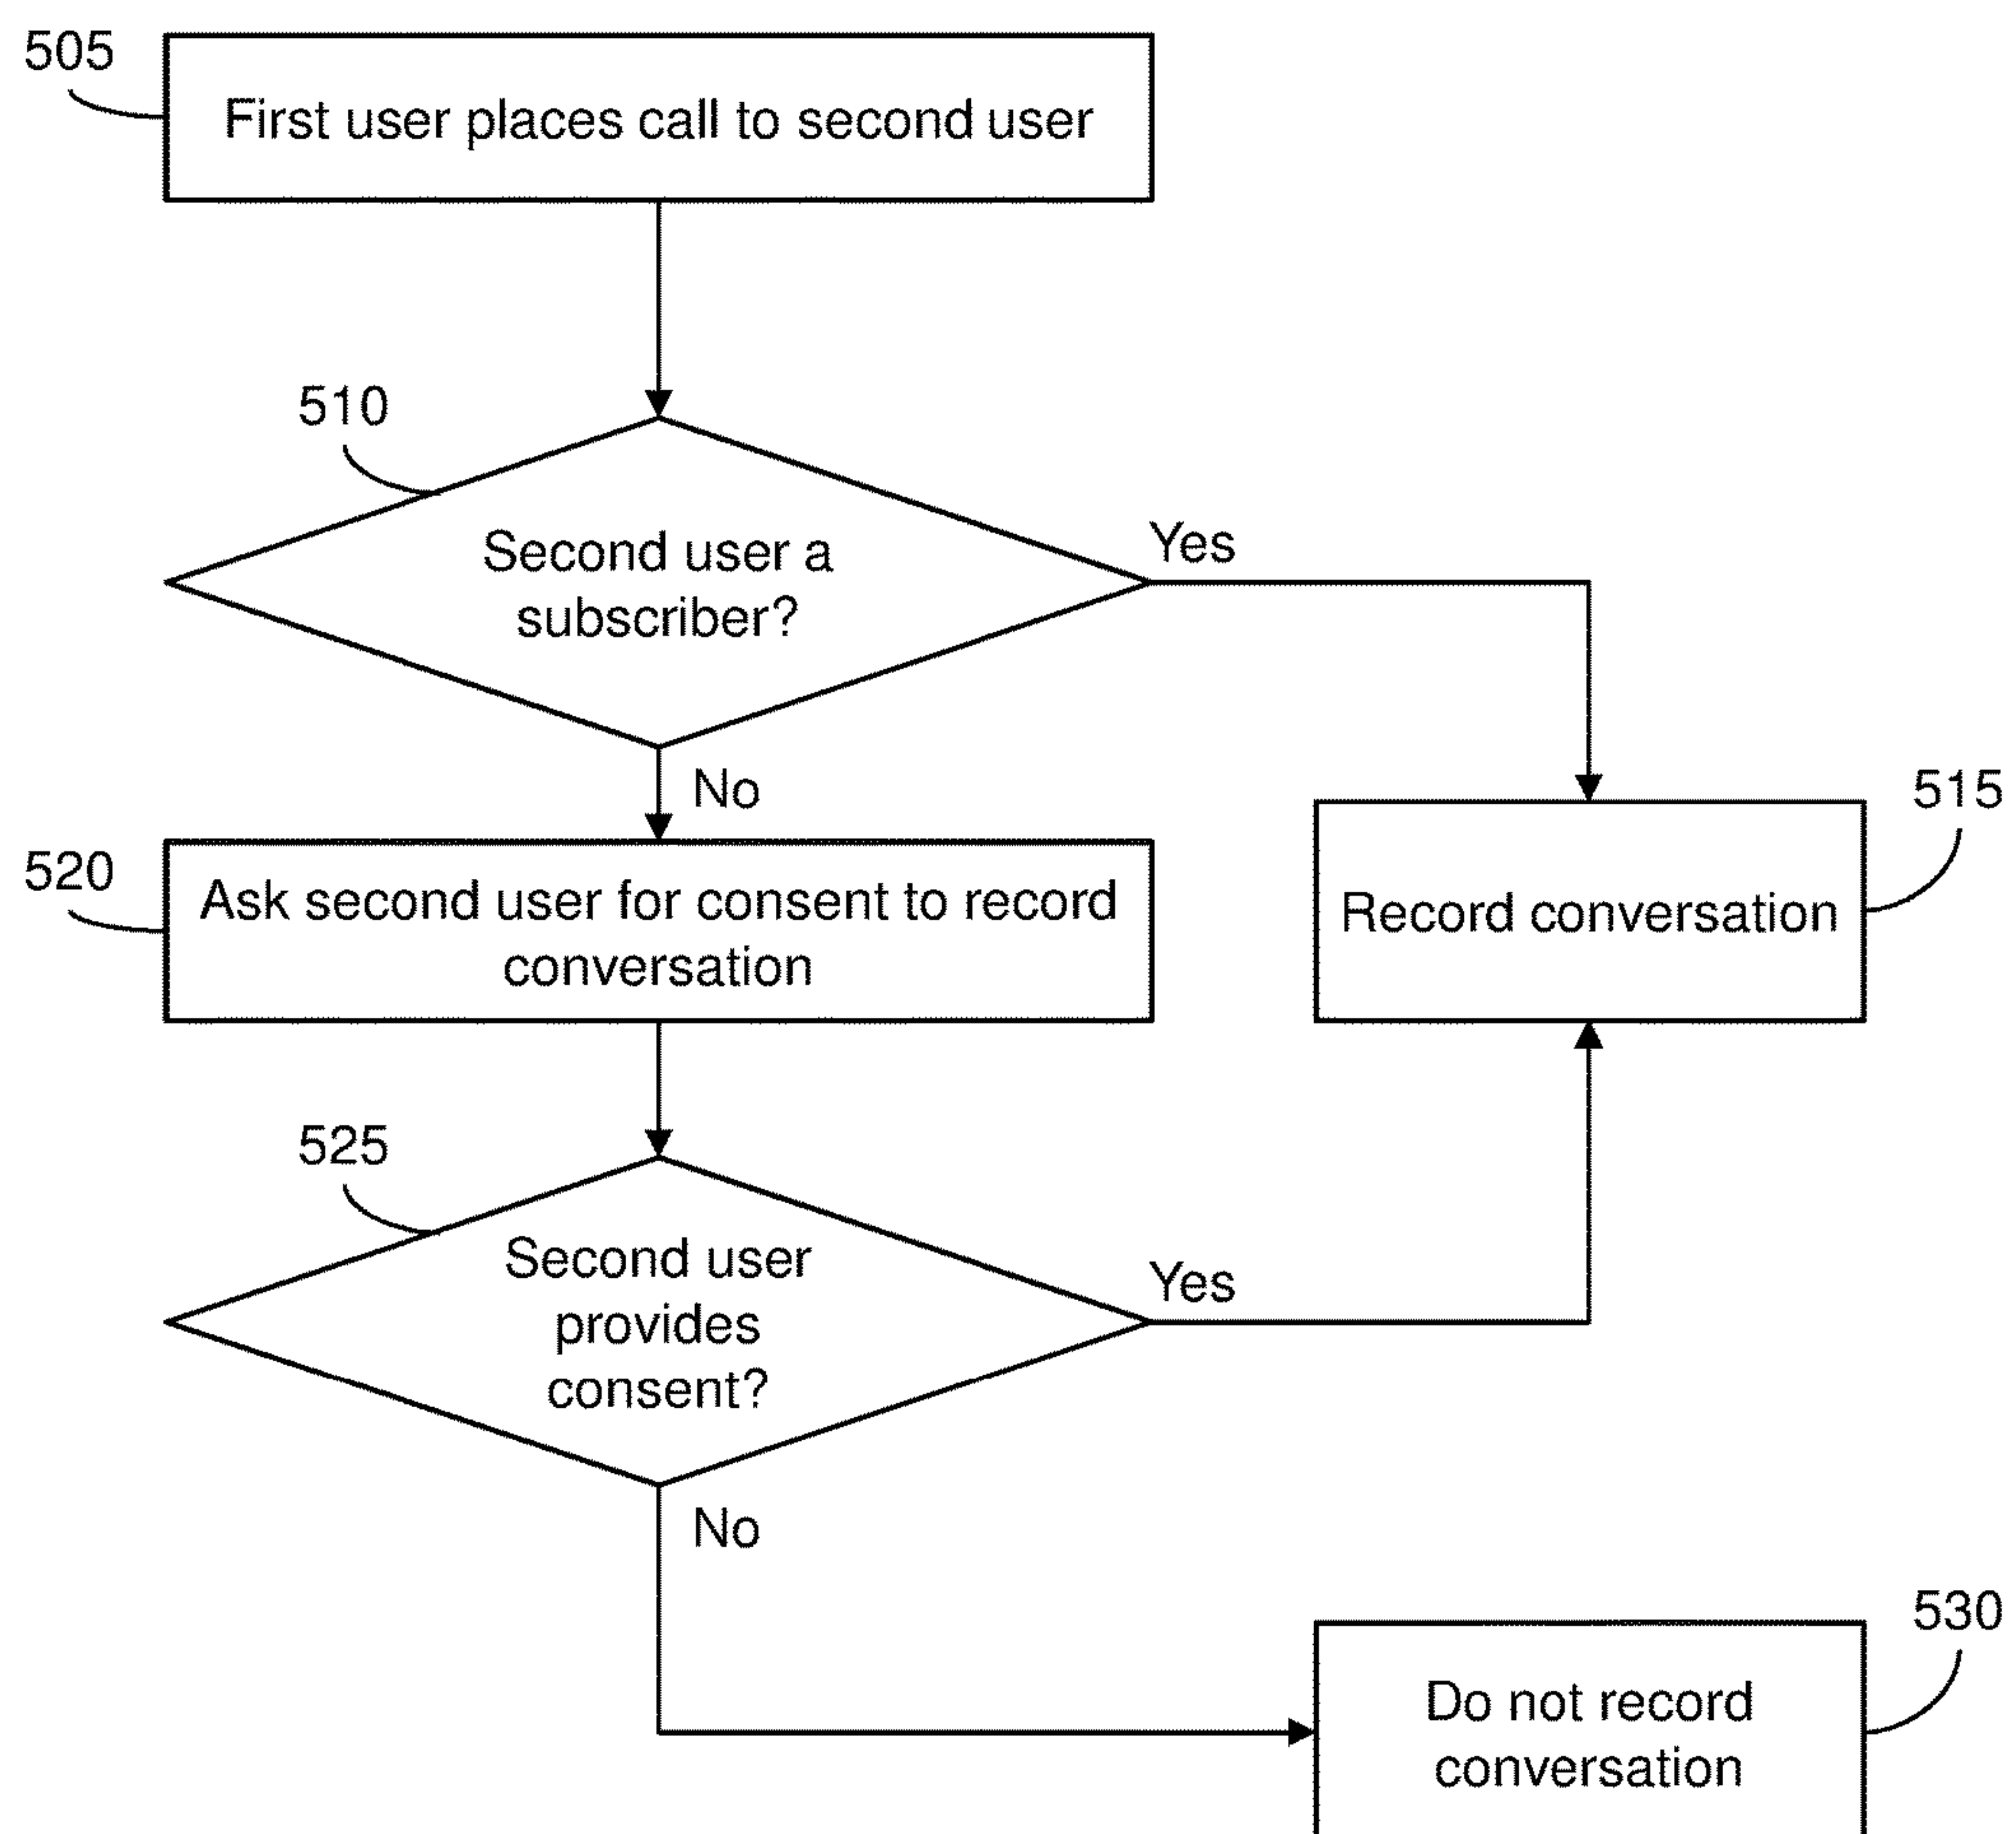 505
First user places call to second user
510
Second user a
subscriber?
Yes
No
515
Record conversation
520
Ask second user for consent to record
conversation
525
Second user
provides
consent?
Yes
No
530
Do not record
conversation